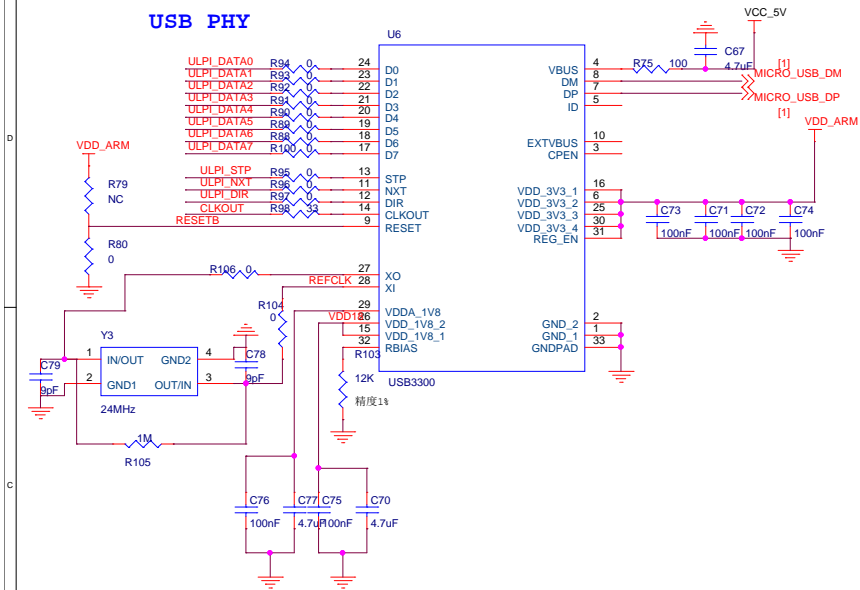 USB PHY
U6
VCC_5V
C67
4.7uF
ULPI_DATA0 R94 0 24 D0
ULPI_DATA1 R93 0 23 D1
ULPI_DATA2 R92 0 22 D2
ULPI_DATA3 R91 0 21 D3
ULPI_DATA4 R90 0 20 D4
ULPI_DATA5 R89 0 19 D5
ULPI_DATA6 R88 0 18 D6
ULPI_DATA7 R100 0 17 D7
ULPI_STP R95 0 13 STP
ULPI_NXT R96 0 11 NXT
ULPI_DIR R97 0 12 DIR
CLKOUT R98 33 14 CLKOUT
RESETB 9 RESET
VBUS 4 R75 100
DM 8 MICRO_USB_DM [1]
DP 7 MICRO_USB_DP [1]
ID 5
EXTVBUS 10
CPEN 3
VDD_ARM
VDD_3V3_1 16
VDD_3V3_2 6
VDD_3V3_3 25
VDD_3V3_4 30
REG_EN 31
C73 C71 C72 C74
100nF 100nF 100nF 100nF
D
VDD_ARM
R79
NC
R80
0
R106 0 27 XO
REFCLK 28 XI
R104
0
29 VDDA_1V8
VDD18 26 VDD_1V8_2
15 VDD_1V8_1
32 RBIAS
GND_2 2
GND_1 1
GNDPAD 33
USB3300
R103
12K
精度1%
Y3
1 IN/OUT GND2 4
2 GND1 OUT/IN 3
24MHz
C79
9pF
C78
9pF
1M
R105
C
C76 C77 C75 C70
100nF 4.7uF 100nF 4.7uF